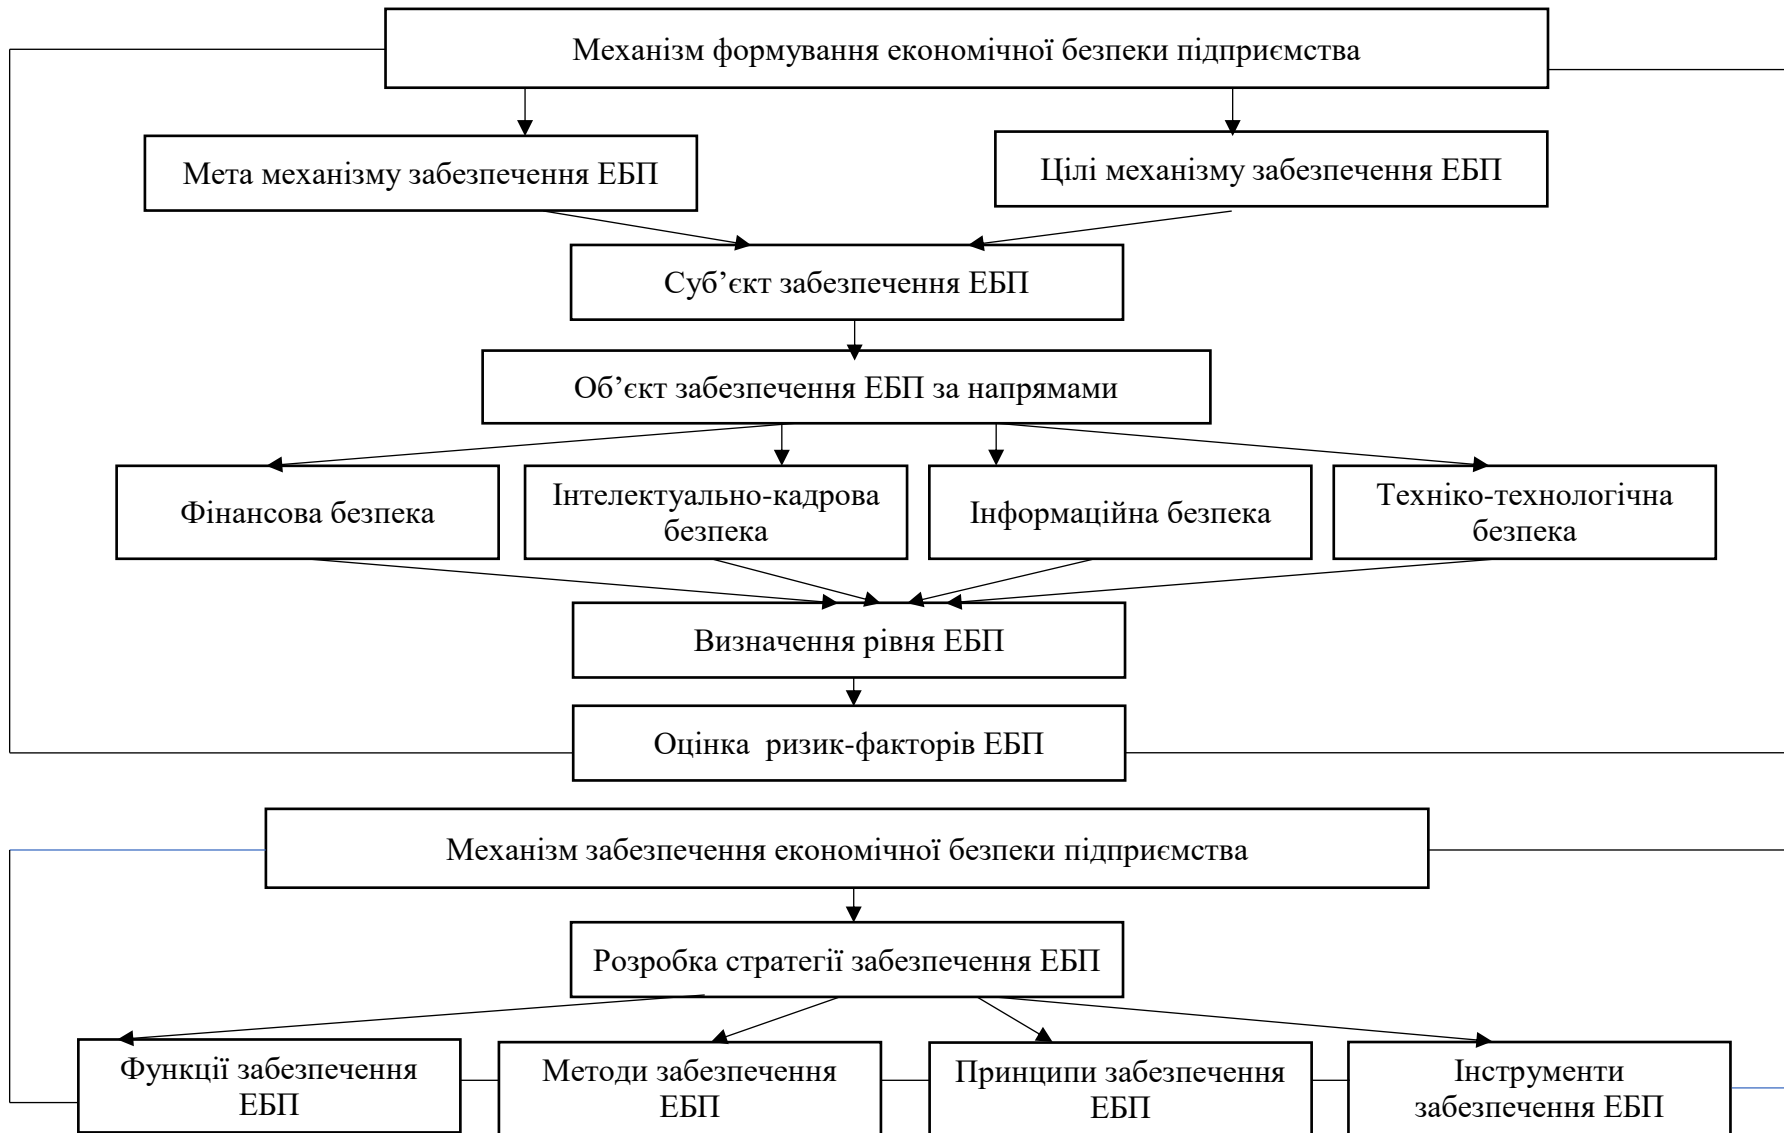 Механізм формування економічної безпеки підприємства
Мета механізму забезпечення ЕБП
Цілі механізму забезпечення ЕБП
Суб’єкт забезпечення ЕБП
Об’єкт забезпечення ЕБП за напрямами
Фінансова безпека
Інтелектуально-кадрова
безпека
Інформаційна безпека
Техніко-технологічна
безпека
Визначення рівня ЕБП
Оцінка ризик-факторів ЕБП
Механізм забезпечення економічної безпеки підприємства
Розробка стратегії забезпечення ЕБП
Функції забезпечення
ЕБП
Методи забезпечення
ЕБП
Принципи забезпечення
ЕБП
Інструменти
забезпечення ЕБП